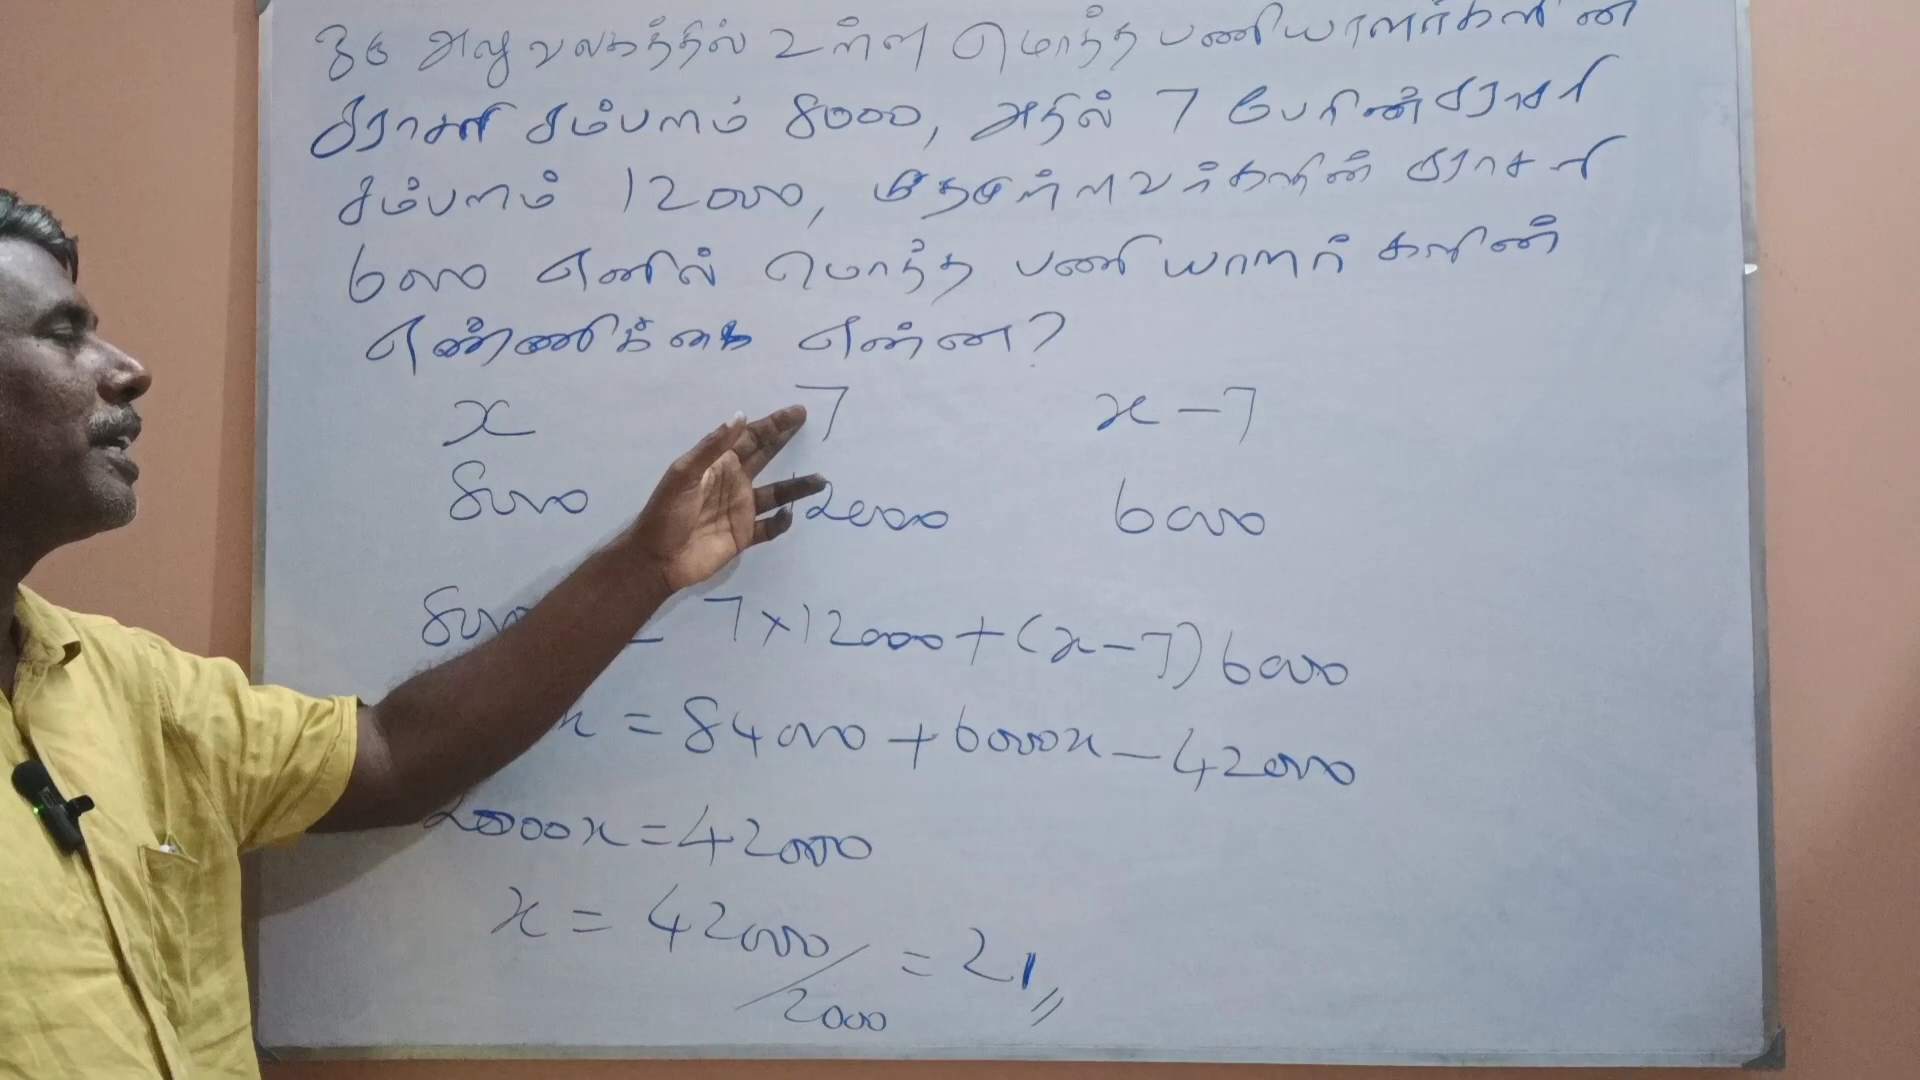 ஒரு அலுவலகத்தில் உள்ள மொத்த பணியாளர்களின்
சராசரி சம்பளம் 8000, அதில் 7 பேரின் சராசரி
சம்பளம் 12000, மீதமுள்ளவர்களின் சராசரி
6000 எனில் மொத்த பணியாளர்களின்
எண்ணிக்கை என்ன?
x 7 x-7
8000 12000 6000
= 7×12000+(x-7)6000
x = 84000+6000x-42000
2000x=42000
x = 42000/2000 = 21